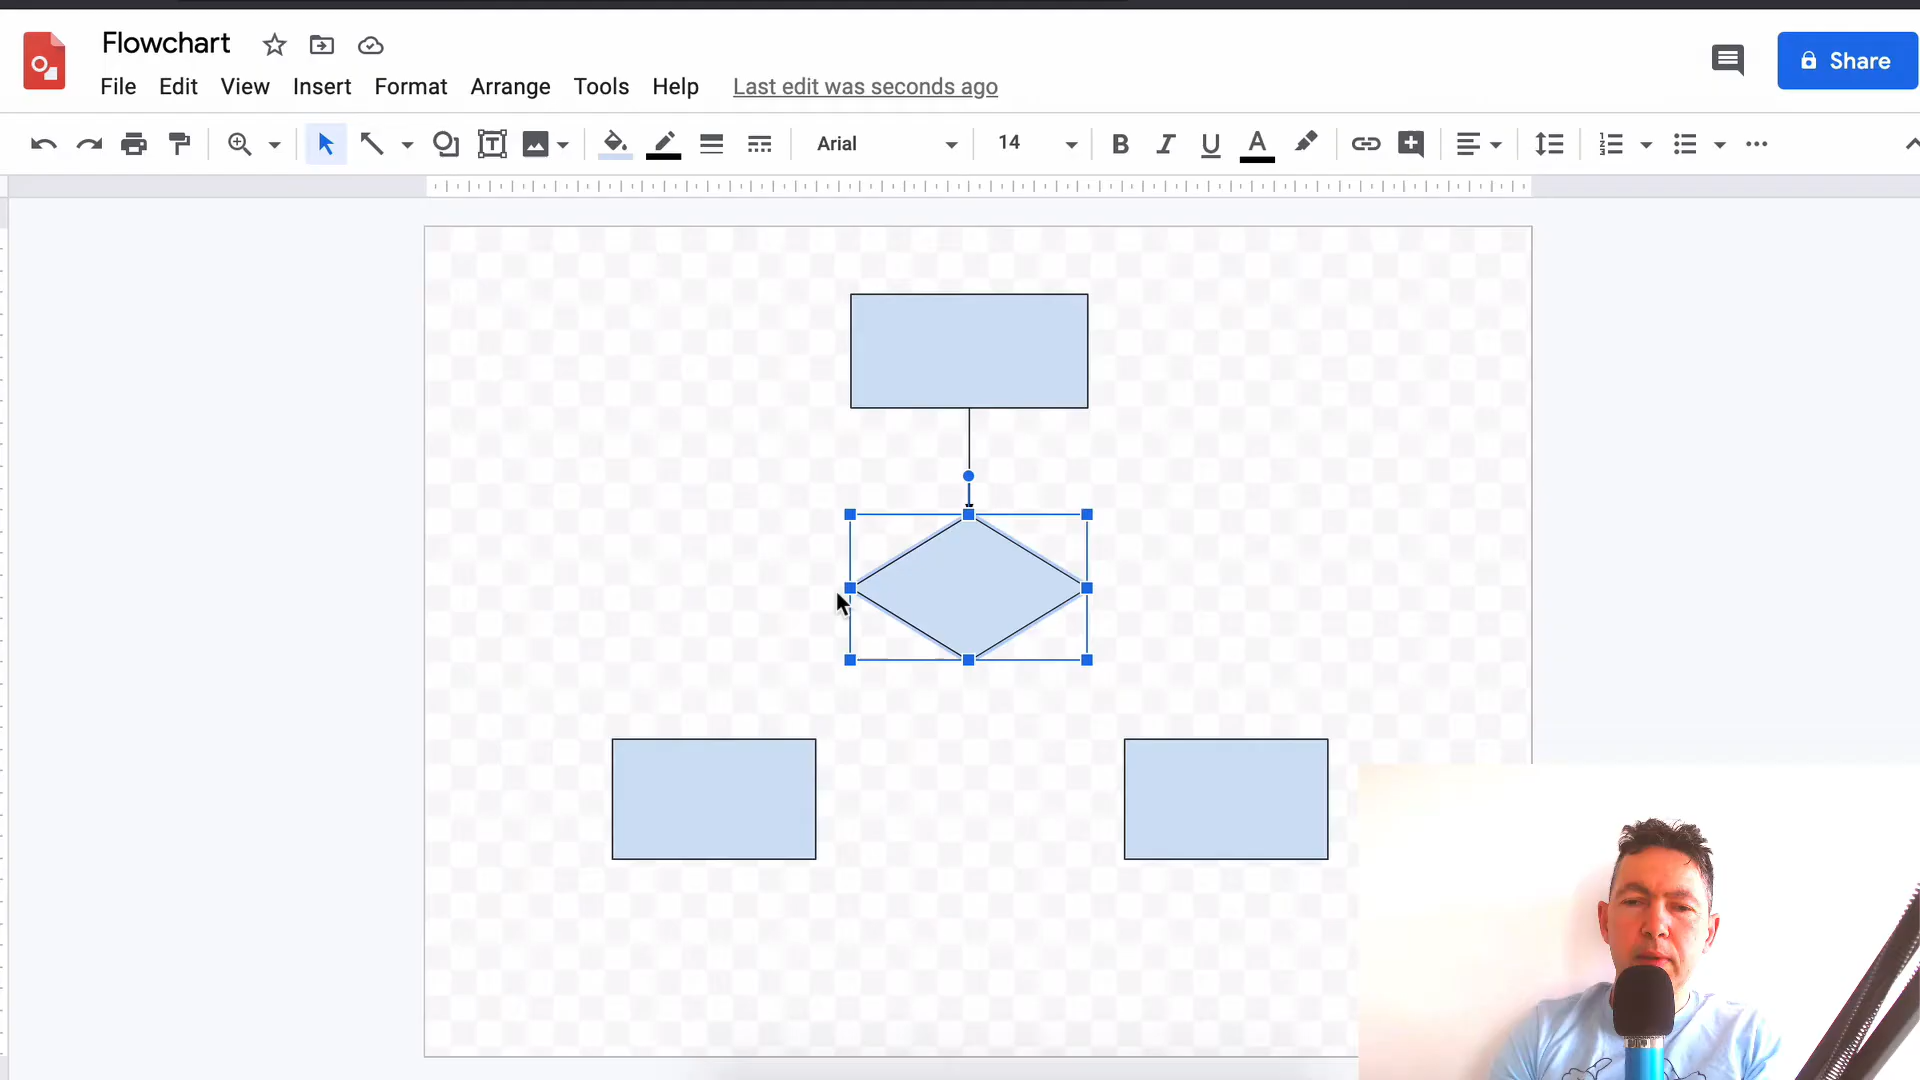 Flowchart
File Edit View Insert Format Arrange Tools Help Last edit was seconds ago
Share
Arial 14 B I U A